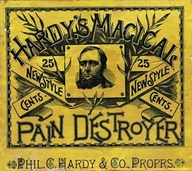 HARDY'S MAGICAL
25 25
NEW STYLE NEW STYLE
CENTS. CENTS.
PAIN DESTROYER
PHIL. C. HARDY & CO., PROPRS.